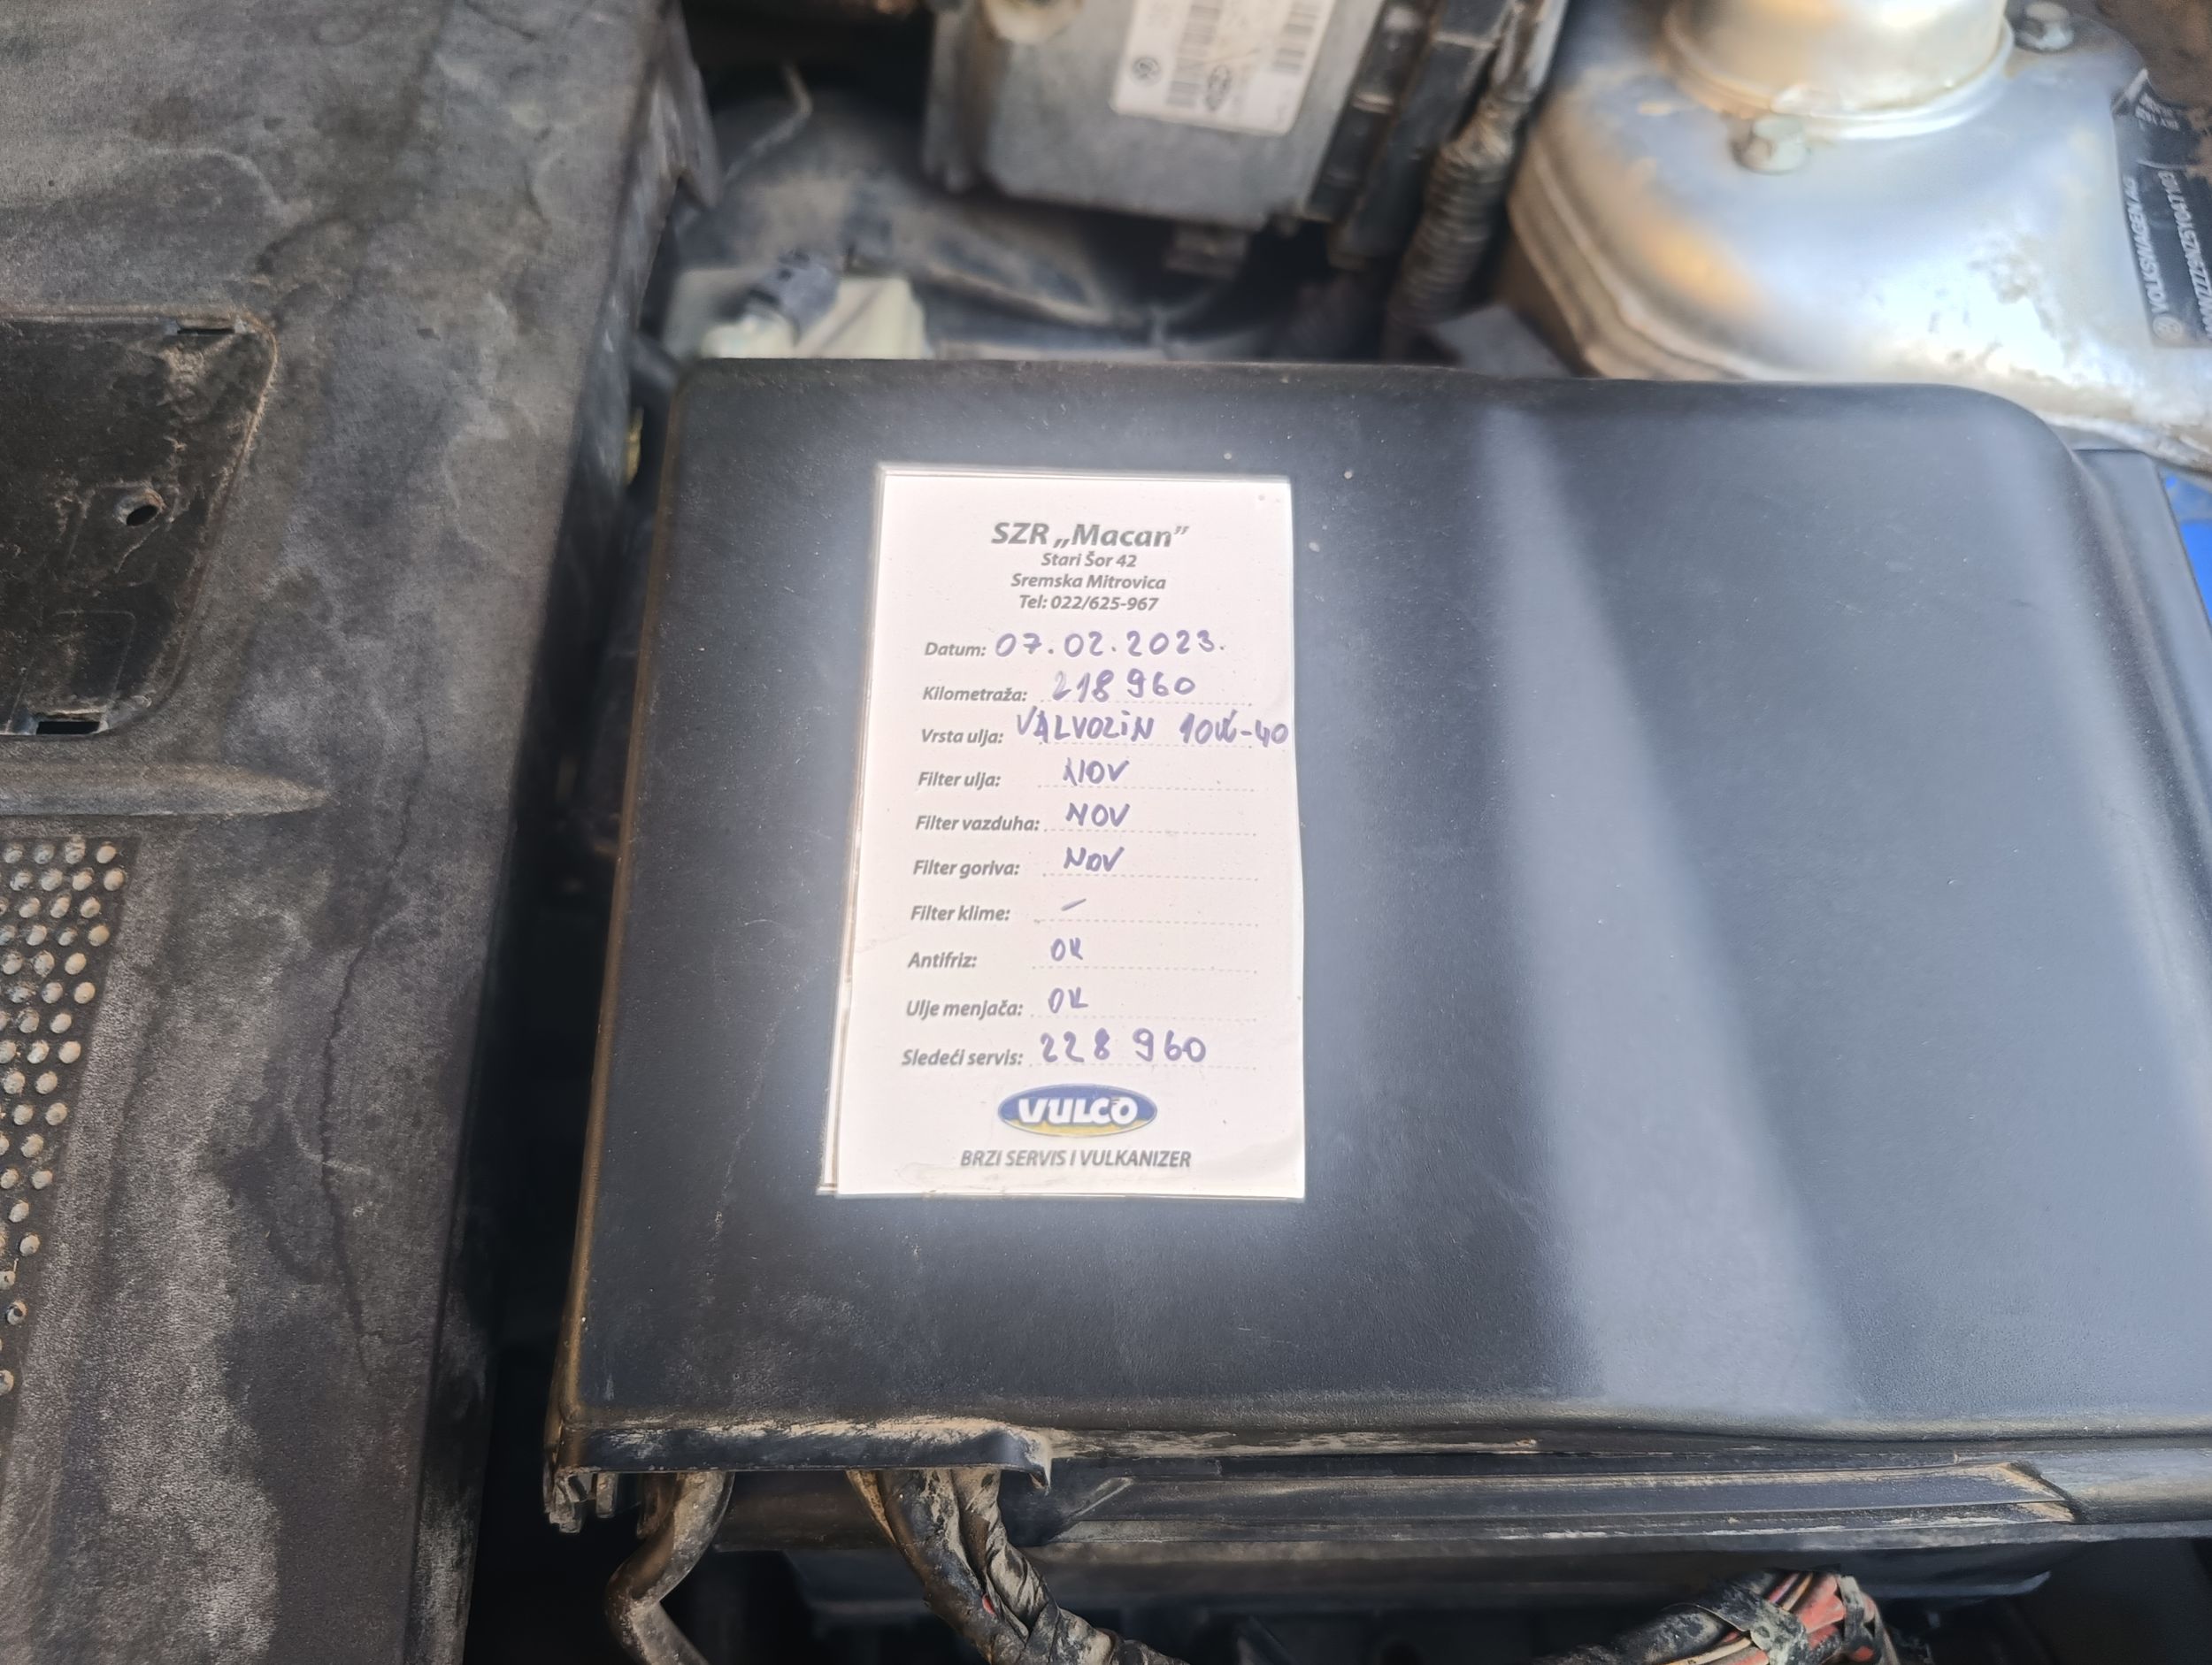 SZR „Macan”
Stari Šor 42
Sremska Mitrovica
Tel: 022/625-967
Datum: 07.02.2023.
Kilometraža: 218 960
Vrsta ulja: VALVOLIN 10W-40
Filter ulja: NOV
Filter vazduha: NOV
Filter goriva: NOV
Filter klime: –
Antifriz: OK
Ulje menjača: OK
Sledeći servis: 228 960
VULCO
BRZI SERVIS I VULKANIZER
VOLKSWAGEN AG